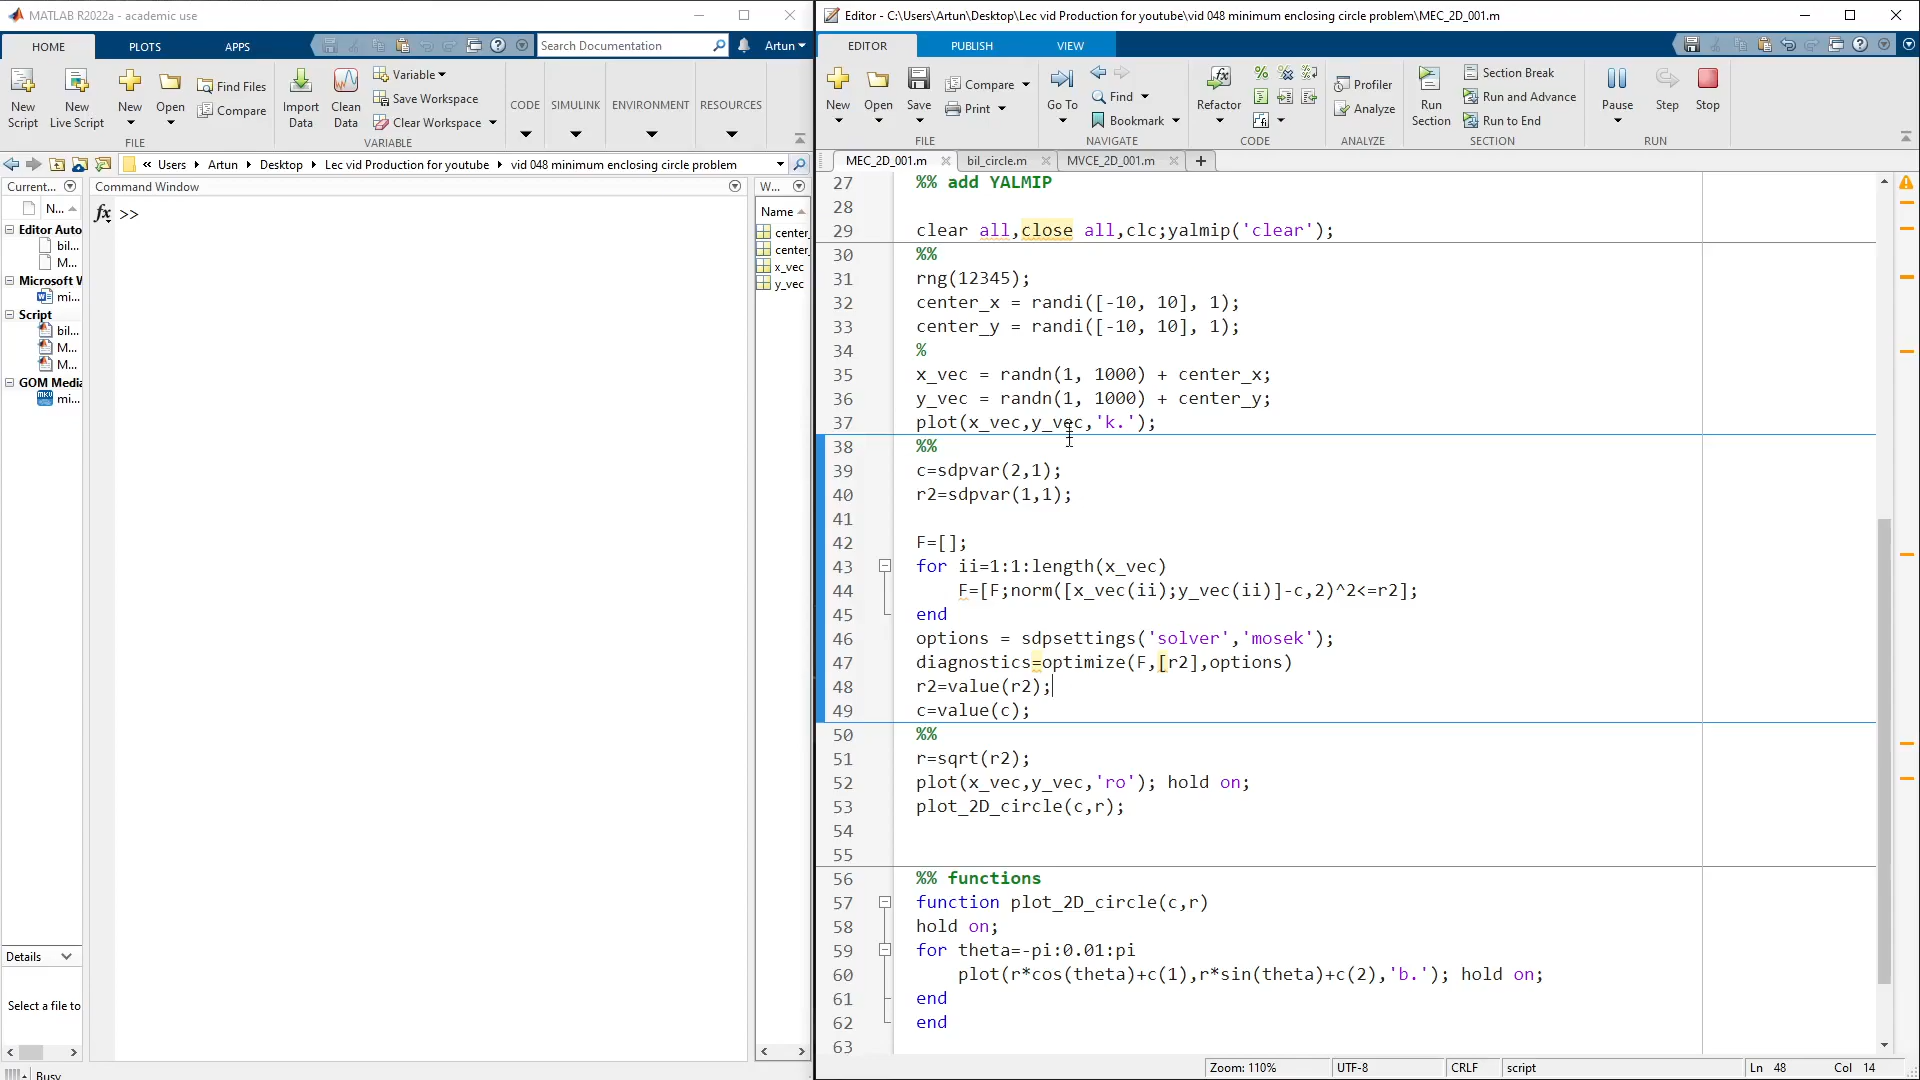 MATLAB R2022a - academic use
HOME PLOTS APPS
Search Documentation
Artun
New Script
New Live Script
New
Open
Find Files
Compare
Import Data
Clean Data
Variable
Save Workspace
Clear Workspace
CODE SIMULINK ENVIRONMENT RESOURCES
FILE VARIABLE
« Users Artun Desktop Lec vid Production for youtube vid 048 minimum enclosing circle problem
Current...
N...
Editor Auto
bil...
M...
Microsoft W
mi...
Script
bil...
M...
M...
GOM Media
mi...
Details
Select a file to
Busy
Command Window
fx >>
W...
Name
center_
center_
x_vec
y_vec
Editor - C:\Users\Artun\Desktop\Lec vid Production for youtube\vid 048 minimum enclosing circle problem\MEC_2D_001.m
EDITOR PUBLISH VIEW
New
Open
Save
Compare
Print
Go To
Find
Bookmark
Refactor
Profiler
Analyze
Run Section
Section Break
Run and Advance
Run to End
Pause
Step
Stop
FILE NAVIGATE CODE ANALYZE SECTION RUN
MEC_2D_001.m bil_circle.m MVCE_2D_001.m
27 %% add YALMIP
28
29 clear all,close all,clc;yalmip('clear');
30 %%
31 rng(12345);
32 center_x = randi([-10, 10], 1);
33 center_y = randi([-10, 10], 1);
34 %
35 x_vec = randn(1, 1000) + center_x;
36 y_vec = randn(1, 1000) + center_y;
37 plot(x_vec,y_vec,'k.');
38 %%
39 c=sdpvar(2,1);
40 r2=sdpvar(1,1);
41
42 F=[];
43 for ii=1:1:length(x_vec)
44 F=[F;norm([x_vec(ii);y_vec(ii)]-c,2)^2<=r2];
45 end
46 options = sdpsettings('solver','mosek');
47 diagnostics=optimize(F,[r2],options)
48 r2=value(r2);
49 c=value(c);
50 %%
51 r=sqrt(r2);
52 plot(x_vec,y_vec,'ro'); hold on;
53 plot_2D_circle(c,r);
54
55
56 %% functions
57 function plot_2D_circle(c,r)
58 hold on;
59 for theta=-pi:0.01:pi
60 plot(r*cos(theta)+c(1),r*sin(theta)+c(2),'b.'); hold on;
61 end
62 end
63
Zoom: 110% UTF-8 CRLF script Ln 48 Col 14